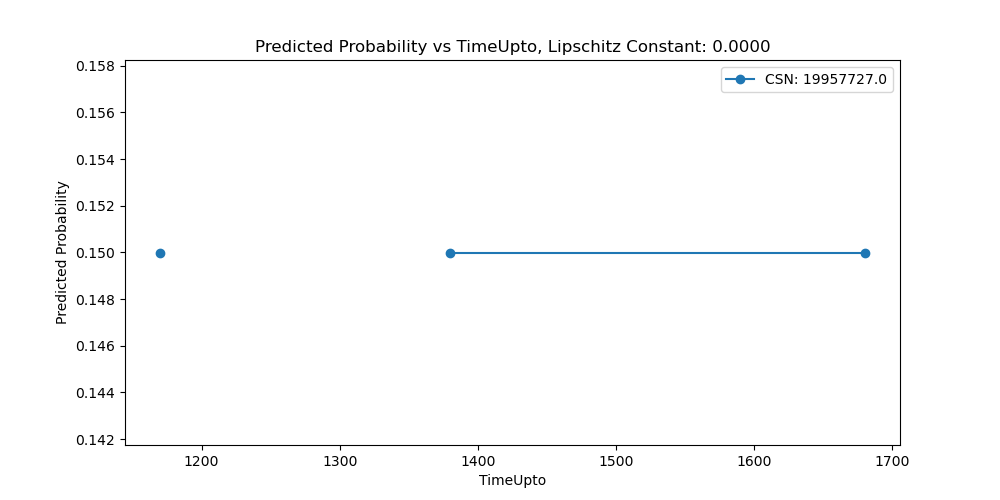 Predicted Probability vs TimeUpto, Lipschitz Constant: 0.0000
CSN: 19957727.0
Predicted Probability
0.158
0.156
0.154
0.152
0.150
0.148
0.146
0.144
0.142
1200 1300 1400 1500 1600 1700
TimeUpto